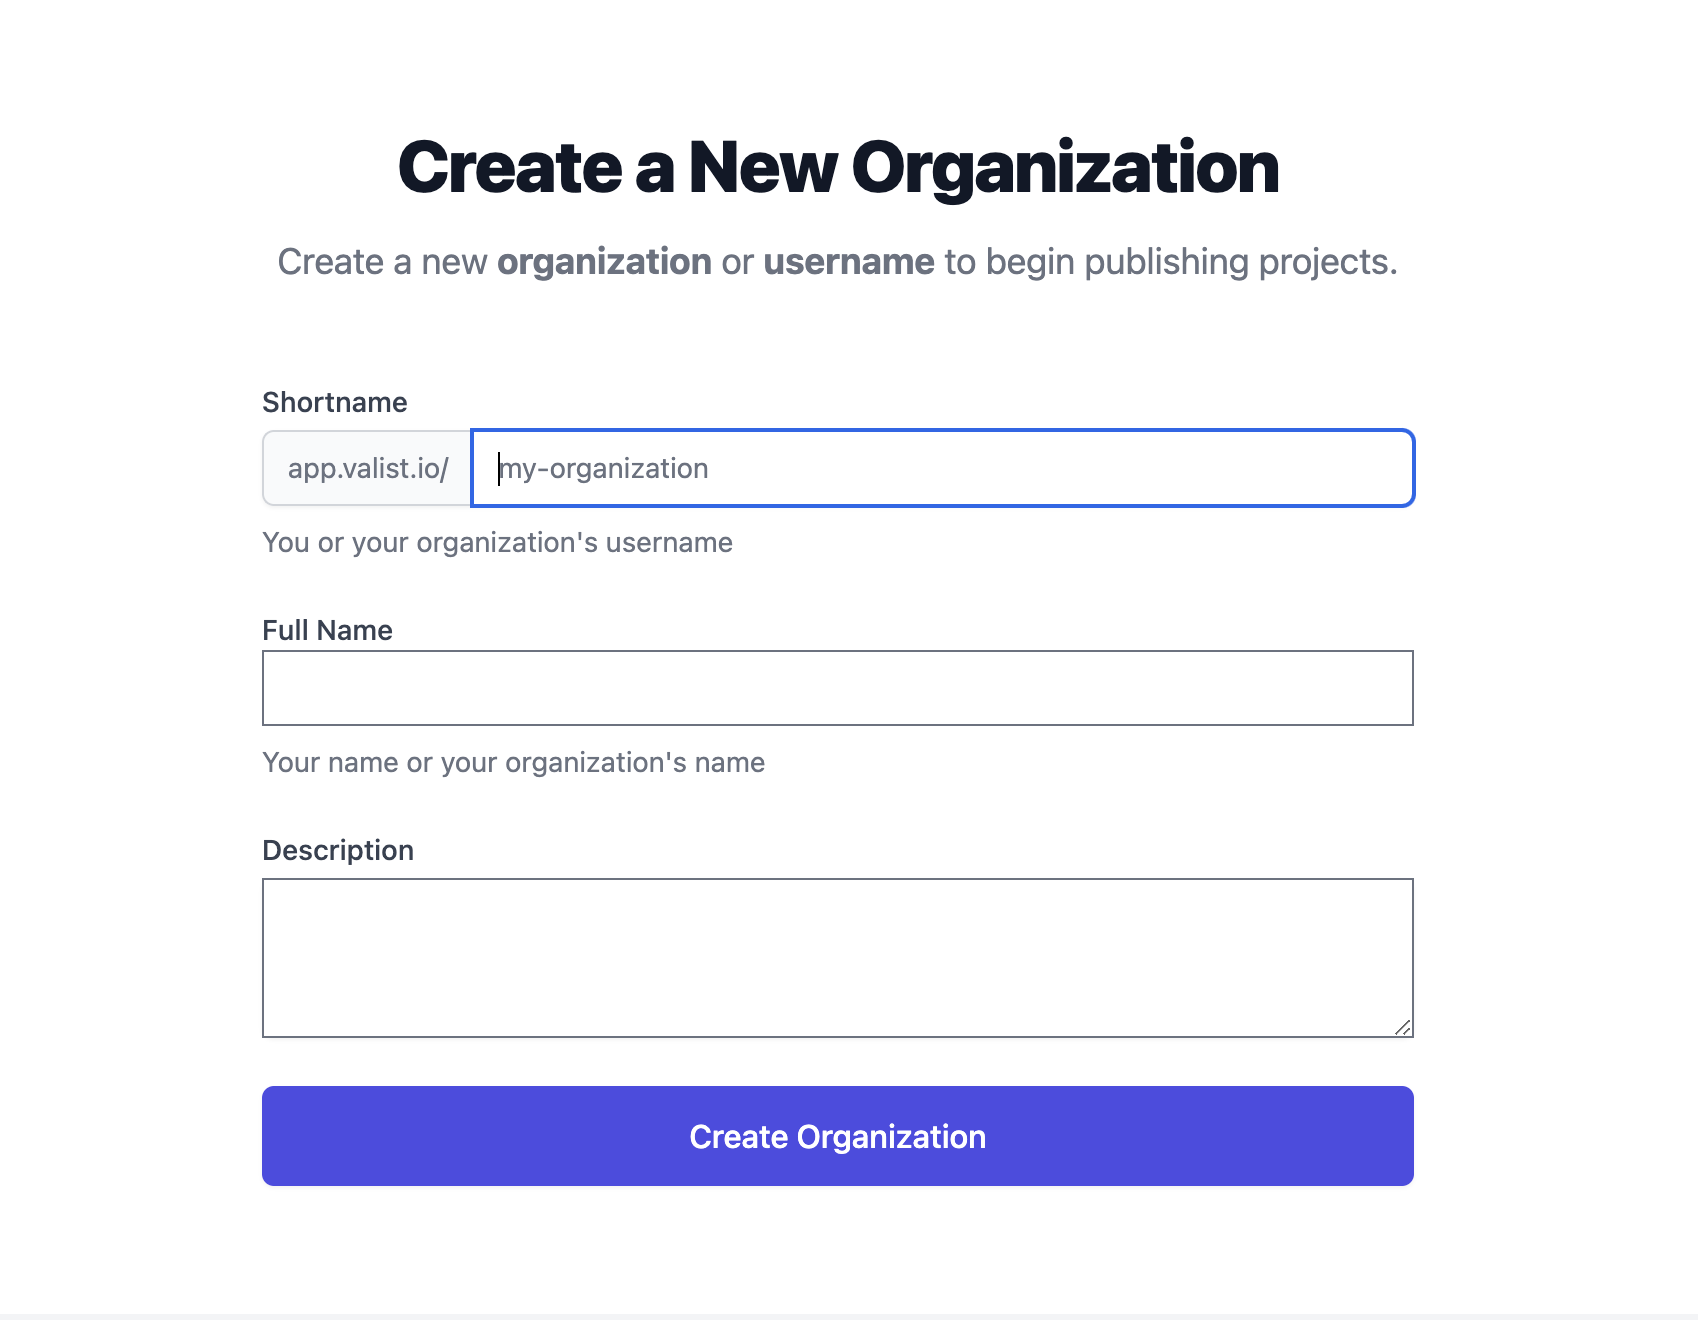 Create a New Organization
Create a new organization or username to begin publishing projects.
Shortname
app.valist.io/ my-organization
You or your organization's username
Full Name
Your name or your organization's name
Description
Create Organization